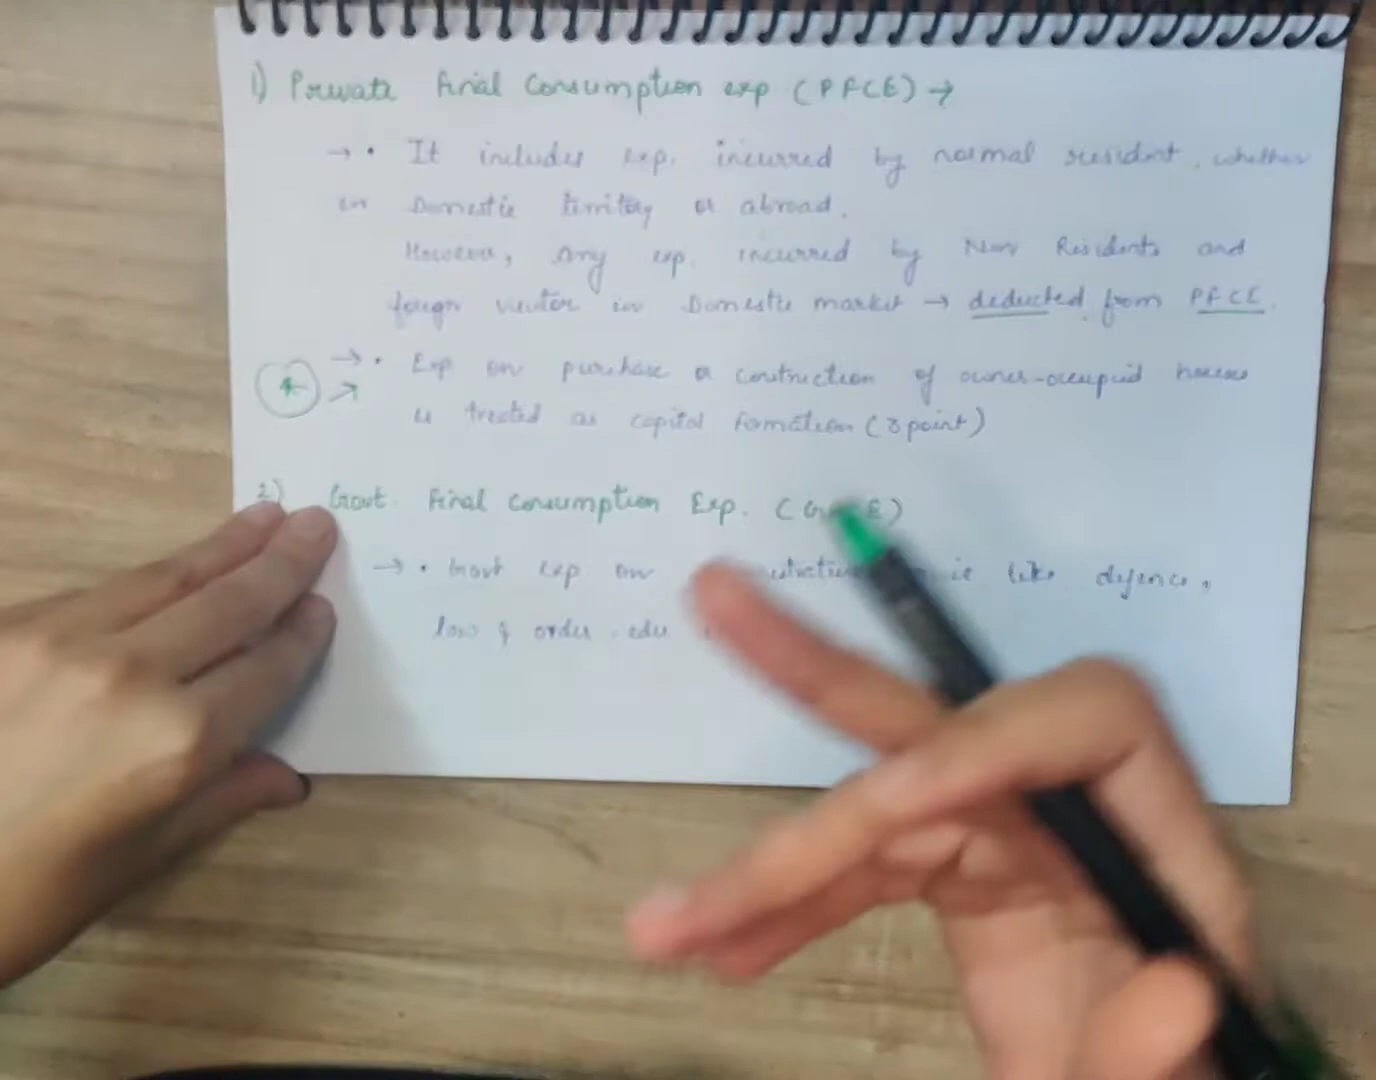 1) Private Final Consumption exp (PFCE) →
→ • It includes exp. incurred by normal resident, whether
in Domestic territory or abroad.
However, any exp. incurred by Non Residents and
foreign visitor in Domestic market → deducted from PFCE.
→ • Exp on purchase or contruction of owner-occupied houses
* → is treated as capital formation (3 point)
2) Govt. Final Consumption Exp. (G E)
→ • Govt exp on like defence,
law & order, edu